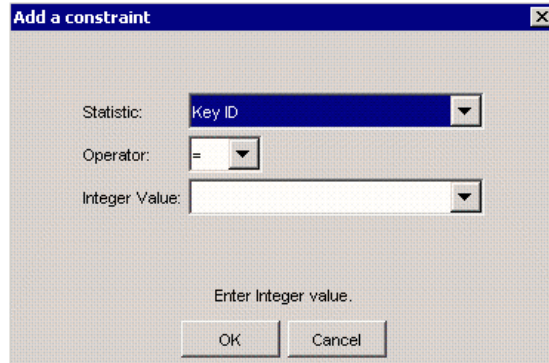 Add a constraint
Statistic: Key ID
Operator: =
Integer Value:
Enter Integer value.
OK Cancel